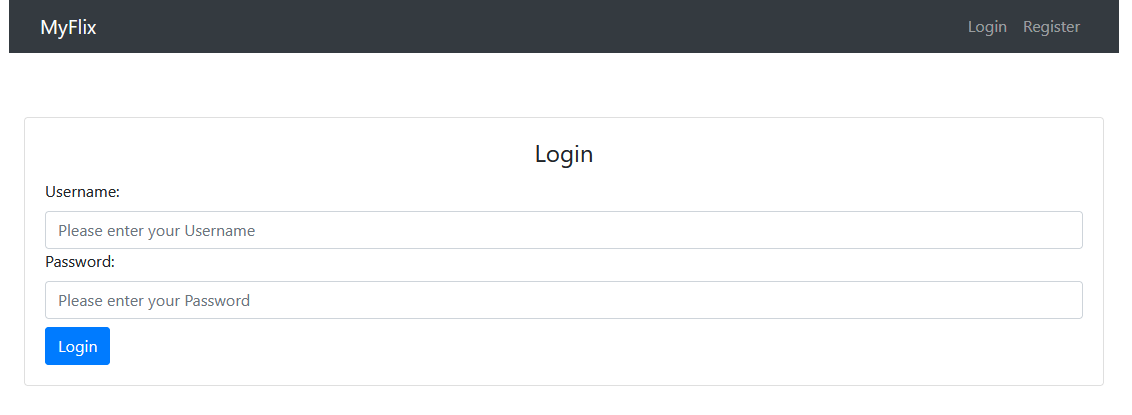 MyFlix Login Register
Login
Username:
Please enter your Username
Password:
Please enter your Password
Login